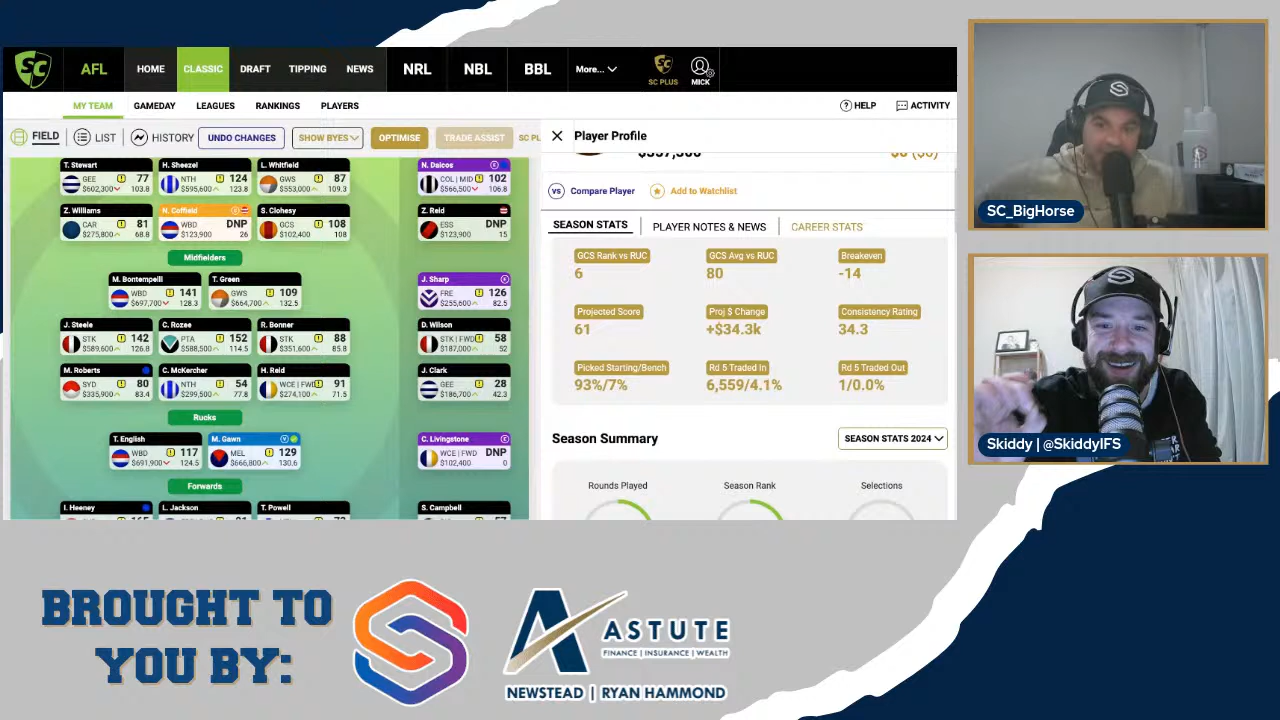 AFL HOME CLASSIC DRAFT TIPPING NEWS NRL NBL BBL More... SC PLUS MICK
MY TEAM GAMEDAY LEAGUES RANKINGS PLAYERS HELP ACTIVITY
FIELD LIST HISTORY UNDO CHANGES SHOW BYES OPTIMISE TRADE ASSIST SC PL
Player Profile
T. Stewart H. Sheezel L. Whitfield N. Daicos
GEE 77 NTH 124 GWS 87 COL | MID 102
$602,300 103.8 $595,600 123.8 $553,000 109.3 $566,500 106.8
Z. Williams N. Coffield S. Clohesy Z. Reid
CAR 81 WBD DNP GCS 108 ESS DNP
$275,800 68.8 $123,900 26 $102,400 108 $123,900 15
Midfielders
M. Bontempelli T. Green J. Sharp
WBD 141 GWS 109 FRE 126
$697,700 128.3 $664,700 132.5 $255,600 82.5
J. Steele C. Rozee R. Bonner D. Wilson
STK 142 PTA 152 STK 88 STK | FWD 58
$589,600 126.8 $588,500 114.5 $351,600 85.8 $187,000 52
M. Roberts C. McKercher H. Reid J. Clark
SYD 80 NTH 54 WCE | FWD 91 GEE 28
$335,900 83.4 $299,500 77.8 $274,100 71.5 $186,700 42.3
Rucks
T. English M. Gawn C. Livingstone
WBD 117 MEL 129 WCE | FWD DNP
$691,900 124.5 $666,800 130.6 $102,400 0
Forwards
I. Heeney L. Jackson T. Powell S. Campbell
VS Compare Player Add to Watchlist
SEASON STATS PLAYER NOTES & NEWS CAREER STATS
GCS Rank vs RUC GCS Avg vs RUC Breakeven
6 80 -14
Projected Score Proj $ Change Consistency Rating
61 +$34.3k 34.3
Picked Starting/Bench Rd 5 Traded In Rd 5 Traded Out
93%/7% 6,559/4.1% 1/0.0%
Season Summary SEASON STATS 2024
Rounds Played Season Rank Selections
SC_BigHorse
Skiddy | @SkiddyIFS
BROUGHT TO
YOU BY:
ASTUTE
FINANCE | INSURANCE | WEALTH
NEWSTEAD | RYAN HAMMOND